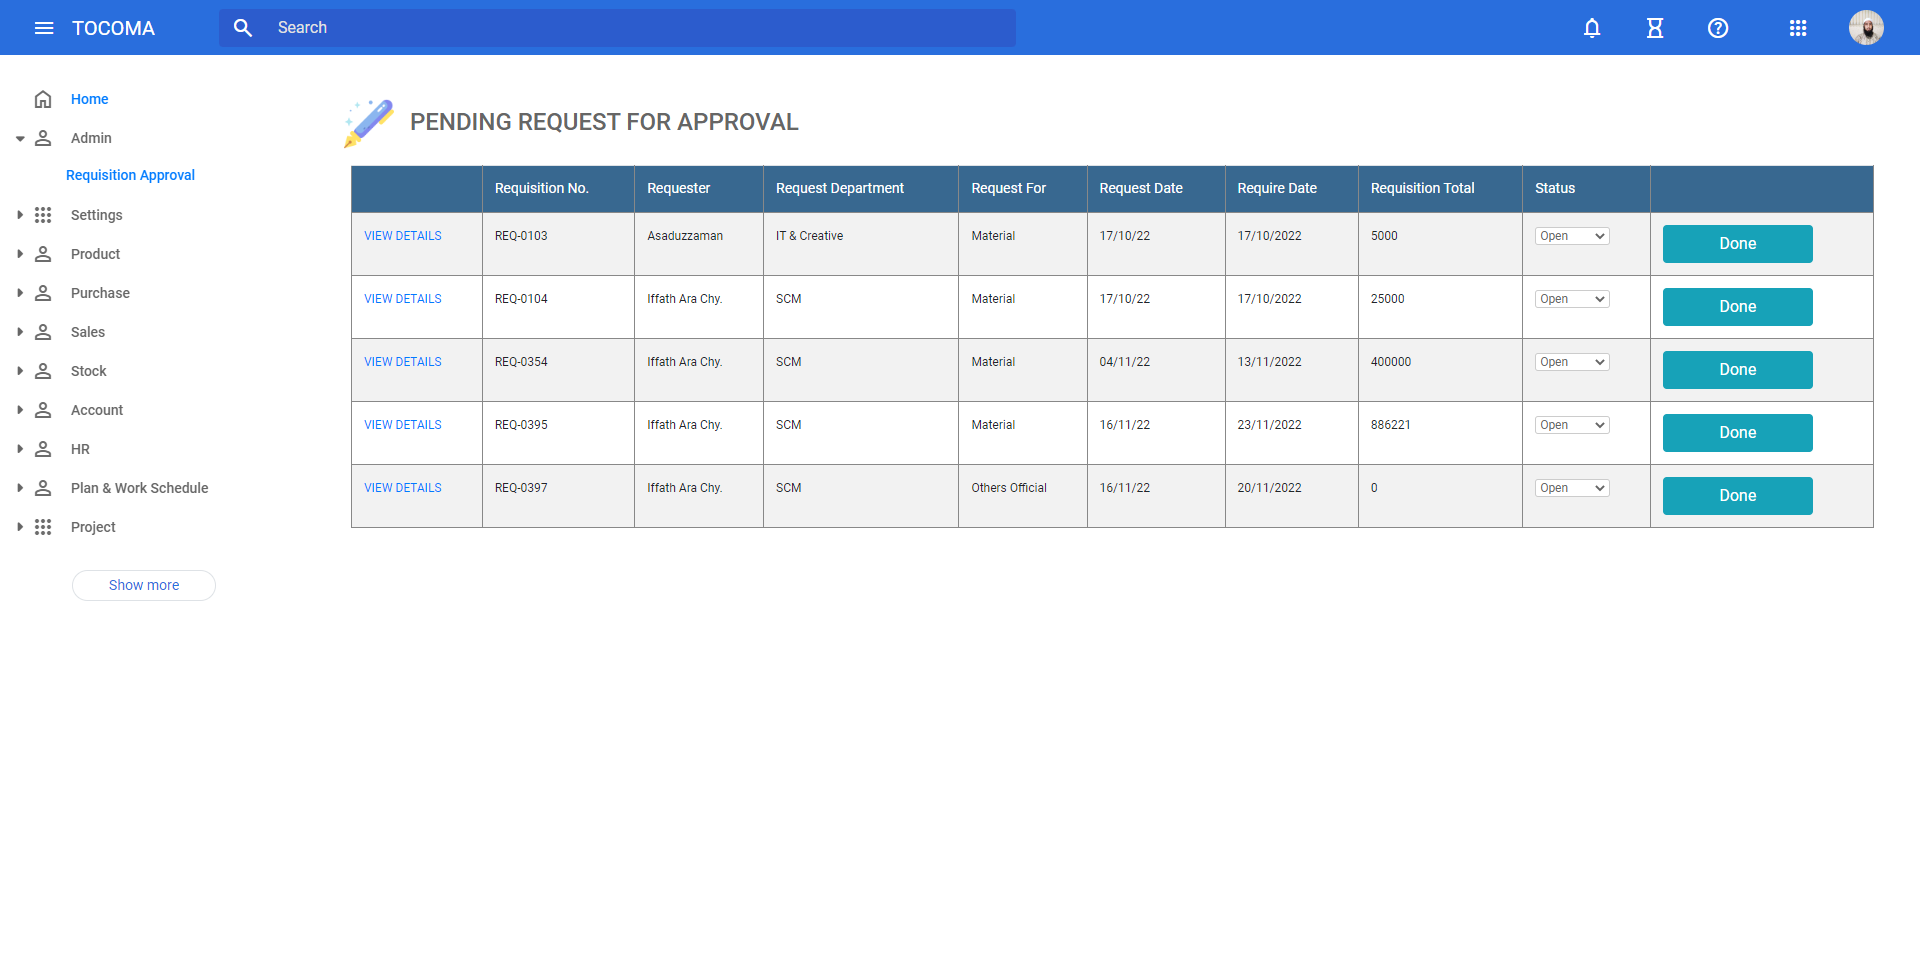 TOCOMA
Search
Home
Admin
Requisition Approval
Settings
Product
Purchase
Sales
Stock
Account
HR
Plan & Work Schedule
Project
Show more
PENDING REQUEST FOR APPROVAL
Requisition No. Requester Request Department Request For Request Date Require Date Requisition Total Status
VIEW DETAILS REQ-0103 Asaduzzaman IT & Creative Material 17/10/22 17/10/2022 5000 Open Done
VIEW DETAILS REQ-0104 Iffath Ara Chy. SCM Material 17/10/22 17/10/2022 25000 Open Done
VIEW DETAILS REQ-0354 Iffath Ara Chy. SCM Material 04/11/22 13/11/2022 400000 Open Done
VIEW DETAILS REQ-0395 Iffath Ara Chy. SCM Material 16/11/22 23/11/2022 886221 Open Done
VIEW DETAILS REQ-0397 Iffath Ara Chy. SCM Others Official 16/11/22 20/11/2022 0 Open Done